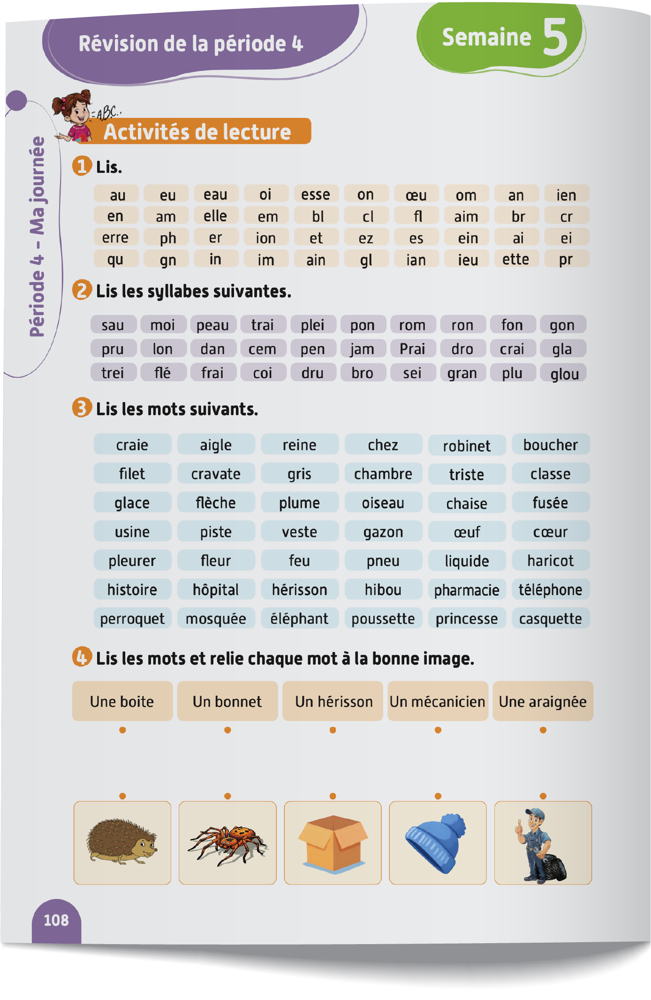 Révision de la période 4
Semaine 5
Période 4 - Ma journée
A.B.C..
Activités de lecture
1 Lis.
au eu eau oi esse on œu om an ien
en am elle em bl cl fl aim br cr
erre ph er ion et ez es ein ai ei
qu gn in im ain gl ian ieu ette pr
2 Lis les syllabes suivantes.
sau moi peau trai plei pon rom ron fon gon
pru lon dan cem pen jam Prai dro crai gla
trei flé frai coi dru bro sei gran plu glou
3 Lis les mots suivants.
craie aigle reine chez robinet boucher
filet cravate gris chambre triste classe
glace flèche plume oiseau chaise fusée
usine piste veste gazon œuf cœur
pleurer fleur feu pneu liquide haricot
histoire hôpital hérisson hibou pharmacie téléphone
perroquet mosquée éléphant poussette princesse casquette
4 Lis les mots et relie chaque mot à la bonne image.
Une boite Un bonnet Un hérisson Un mécanicien Une araignée
108